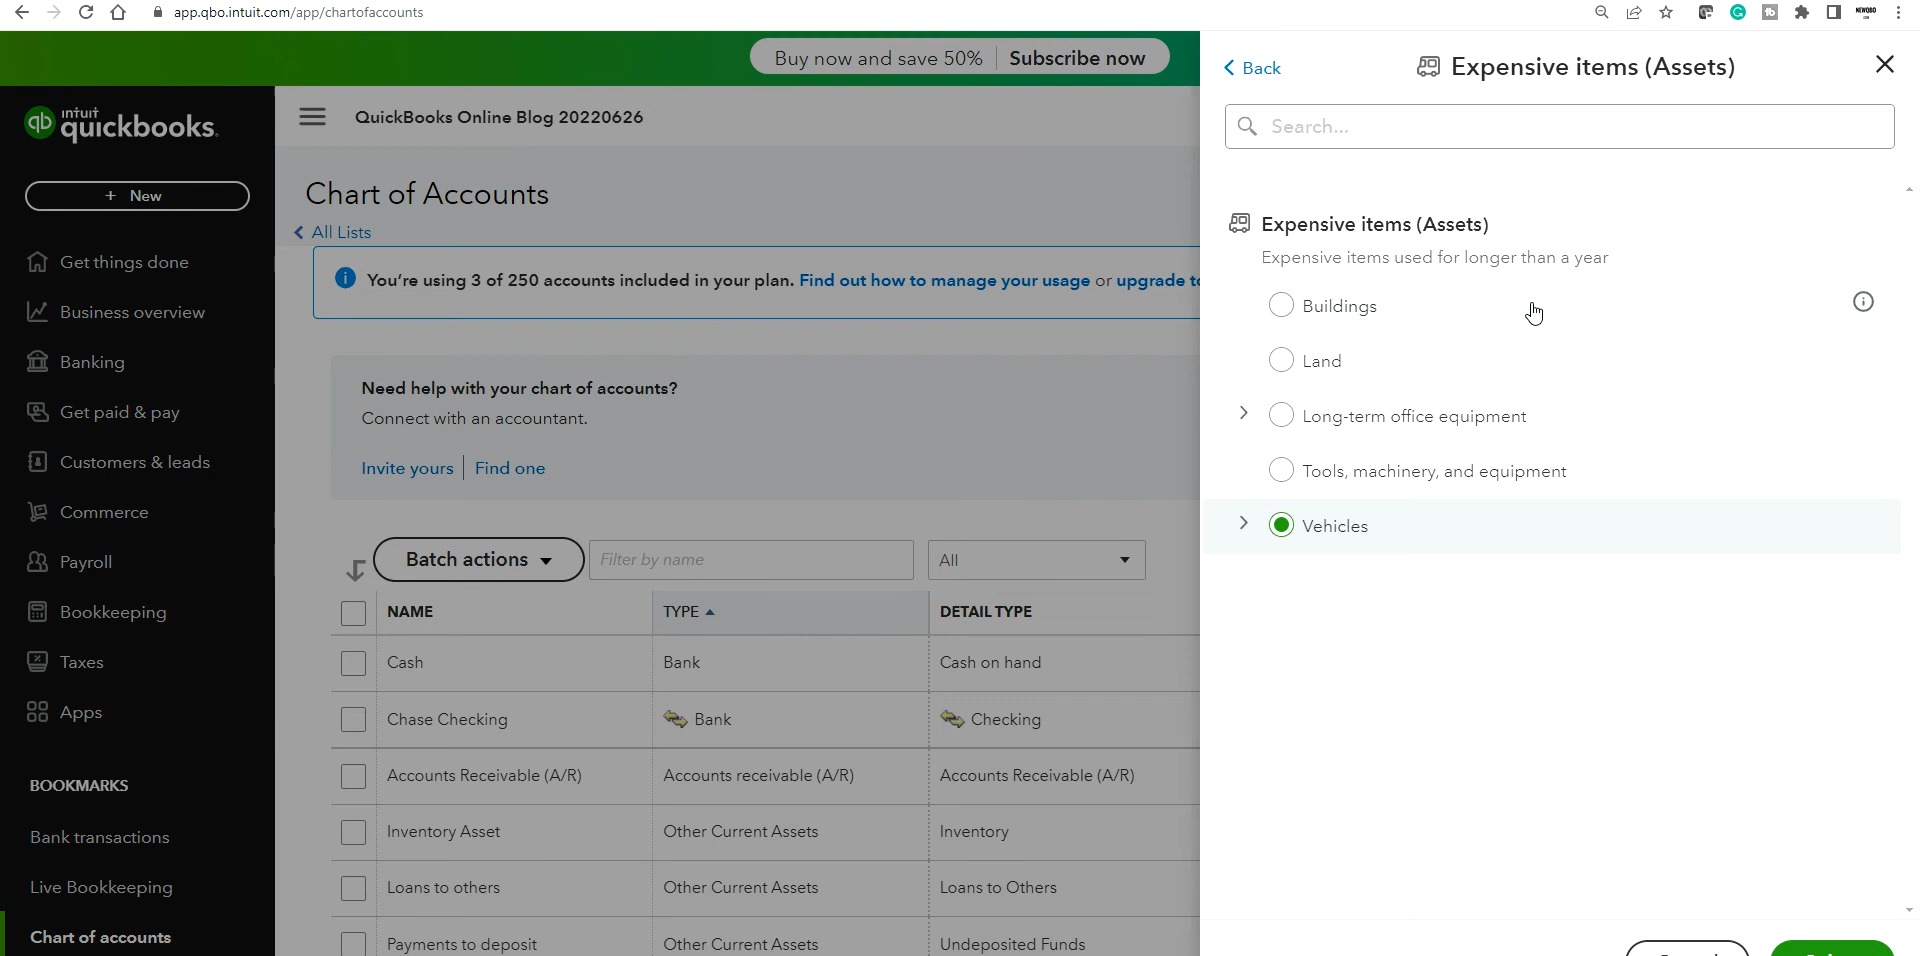 app.qbo.intuit.com/app/chartofaccounts
Buy now and save 50% Subscribe now
intuit
quickbooks.
+ New
Get things done
Business overview
Banking
Get paid & pay
Customers & leads
Commerce
Payroll
Bookkeeping
Taxes
Apps
BOOKMARKS
Bank transactions
Live Bookkeeping
Chart of accounts
QuickBooks Online Blog 20220626
Chart of Accounts
All Lists
You're using 3 of 250 accounts included in your plan. Find out how to manage your usage or upgrade to
Need help with your chart of accounts?
Connect with an accountant.
Invite yours Find one
Batch actions Filter by name All
NAME TYPE DETAIL TYPE
Cash Bank Cash on hand
Chase Checking Bank Checking
Accounts Receivable (A/R) Accounts receivable (A/R) Accounts Receivable (A/R)
Inventory Asset Other Current Assets Inventory
Loans to others Other Current Assets Loans to Others
Payments to deposit Other Current Assets Undeposited Funds
Back Expensive items (Assets)
Search...
Expensive items (Assets)
Expensive items used for longer than a year
Buildings
Land
Long-term office equipment
Tools, machinery, and equipment
Vehicles